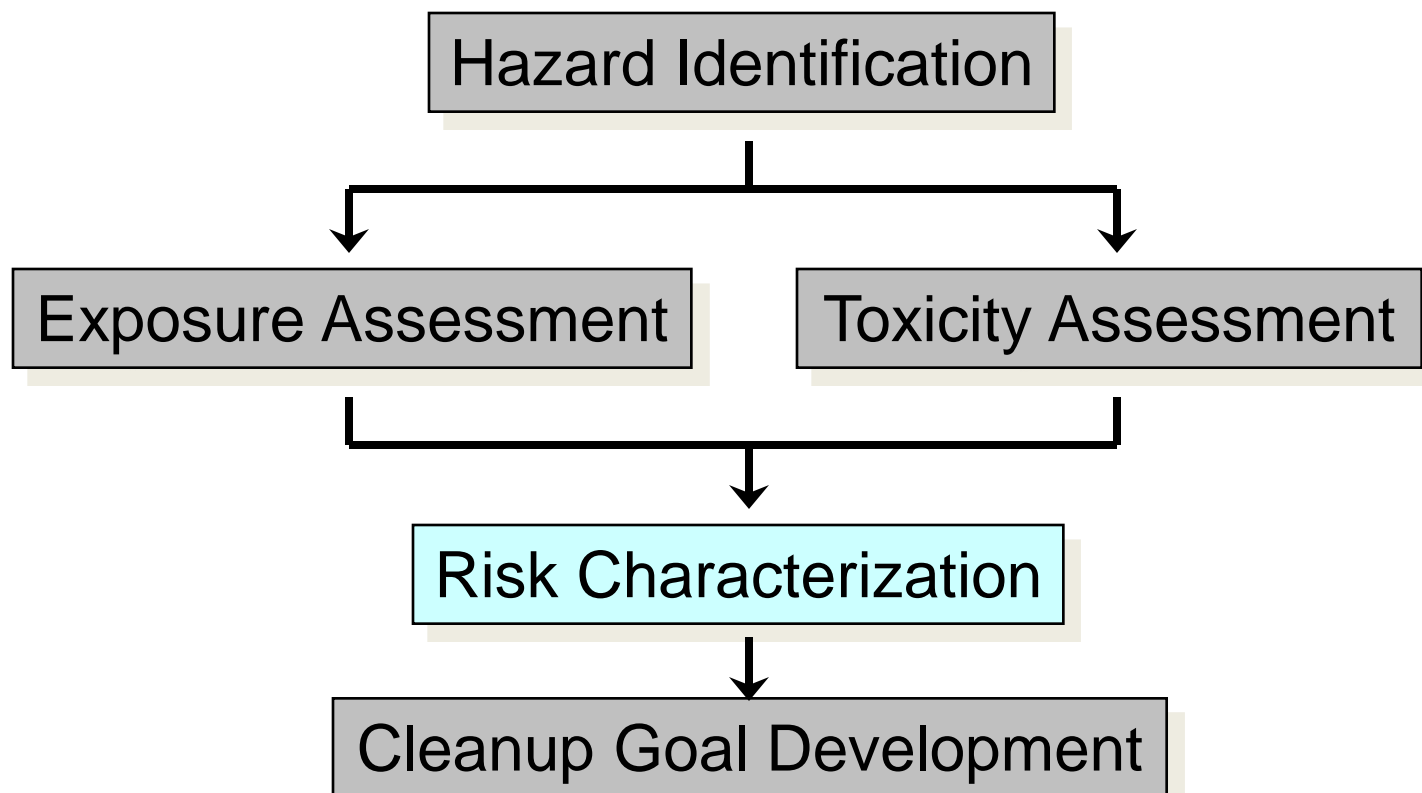 Hazard Identification
Exposure Assessment
Toxicity Assessment
Risk Characterization
Cleanup Goal Development